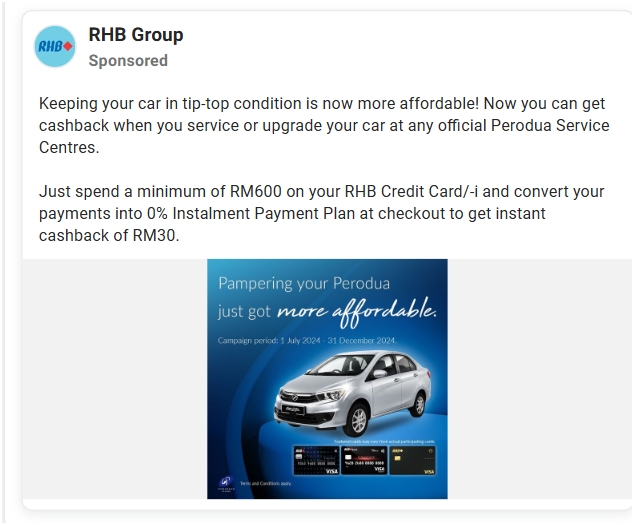 RHB
RHB Group
Sponsored
Keeping your car in tip-top condition is now more affordable! Now you can get
cashback when you service or upgrade your car at any official Perodua Service
Centres.
Just spend a minimum of RM600 on your RHB Credit Card/-i and convert your
payments into 0% Instalment Payment Plan at checkout to get instant
cashback of RM30.
Pampering your Perodua
just got more affordable.
Campaign period: 1 July 2024 - 31 December 2024.
VISA
VISA
VISA
Terms and Conditions apply.